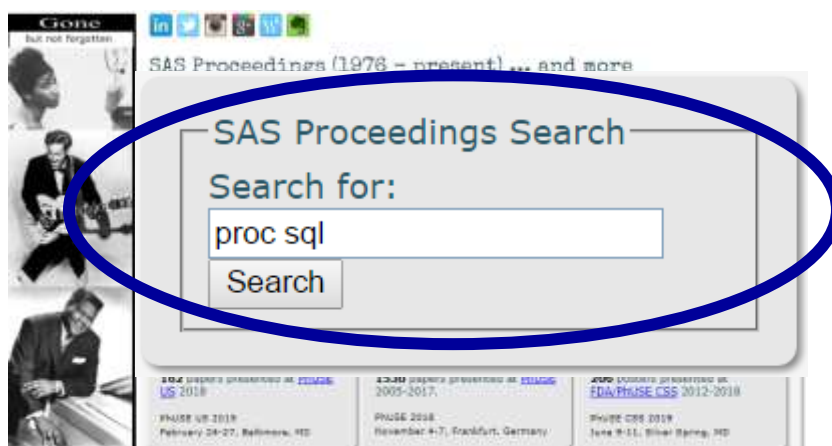 Gone
but not forgotten
SAS Proceedings (1976 - present) ... and more
SAS Proceedings Search
Search for:
proc sql
Search
162 papers presented at PhUSE US 2018
PhUSE US 2019
February 24-27, Baltimore, MD
1536 papers presented at PhUSE 2005-2017.
PhUSE 2018
November 4-7, Frankfurt, Germany
206 posters presented at FDA/PhUSE CSS 2012-2018
PhUSE CSS 2019
June 9-11, Silver Spring, MD